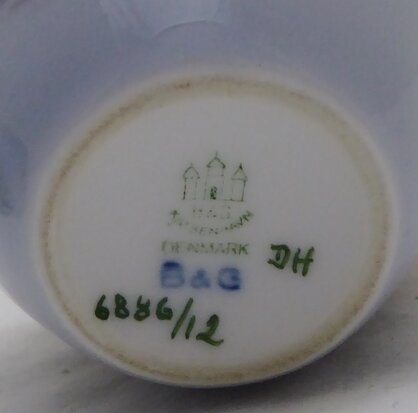 B&G
KJØBENHAVN
DENMARK
B&G DH
6886/12